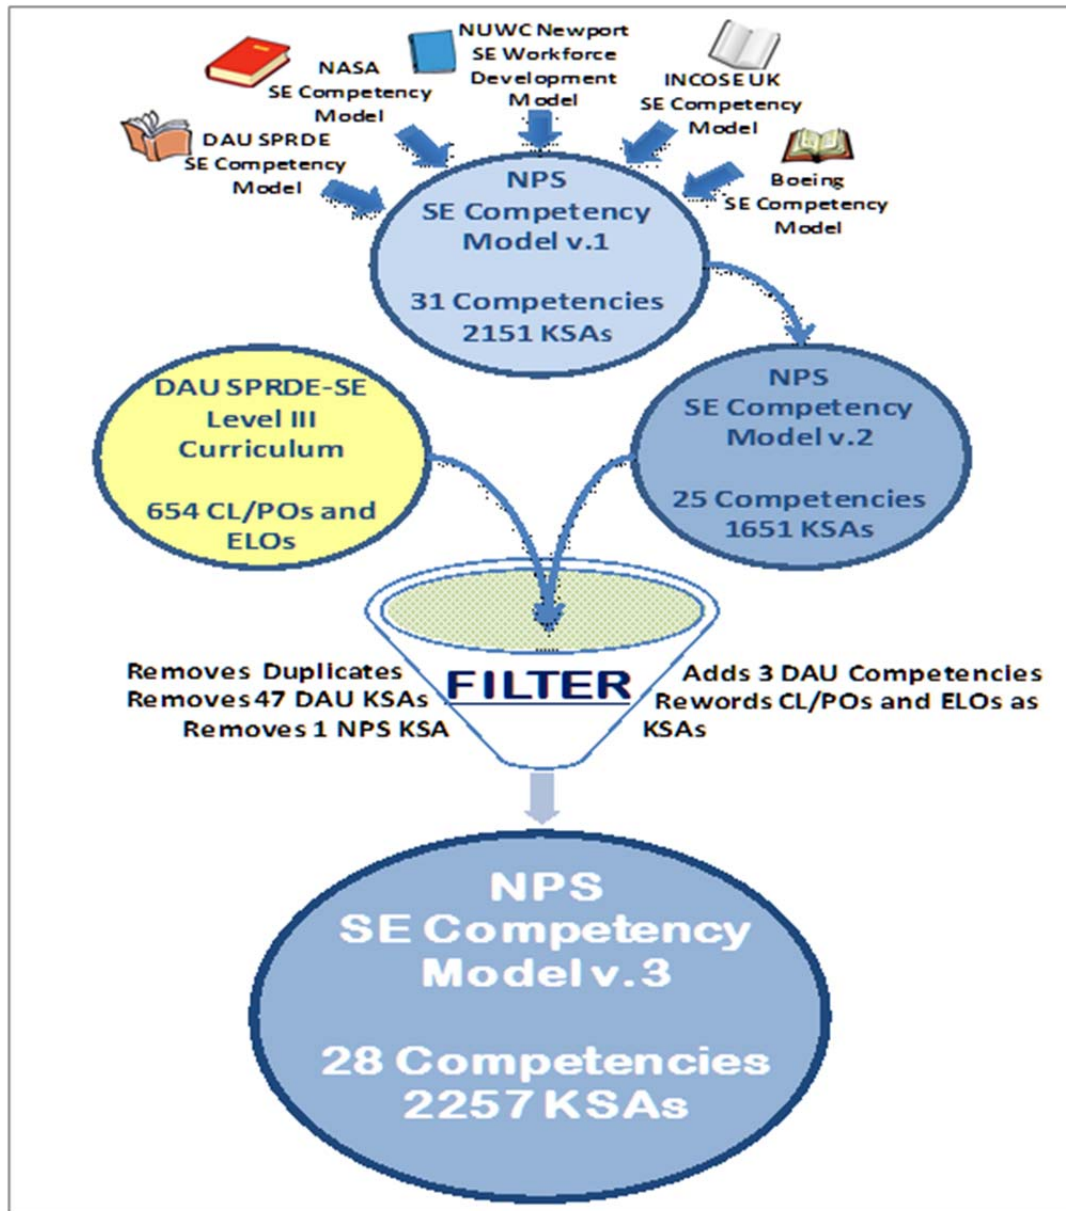 NUWC Newport
SE Workforce
Development
Model
NASA
SE Competency
Model
INCOSE UK
SE Competency
Model
DAU SPRDE
SE Competency
Model
Boeing
SE Competency
Model
NPS
SE Competency
Model v.1
31 Competencies
2151 KSAs
DAU SPRDE-SE
Level III
Curriculum
654 CL/POs and
ELOs
NPS
SE Competency
Model v.2
25 Competencies
1651 KSAs
Removes Duplicates
Removes 47 DAU KSAs
Removes 1 NPS KSA
FILTER
Adds 3 DAU Competencies
Rewords CL/POs and ELOs as
KSAs
NPS
SE Competency
Model v. 3
28 Competencies
2257 KSAs